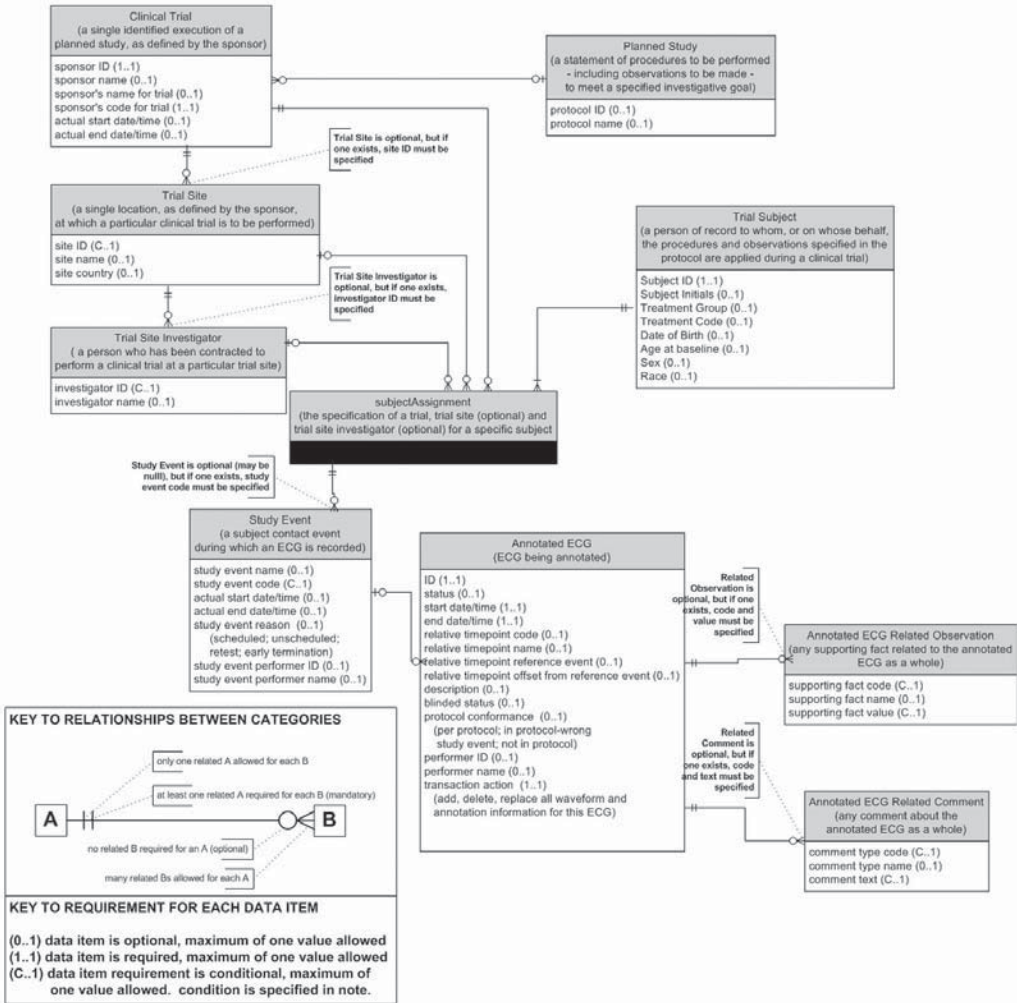 Clinical Trial
(a single identified execution of a
planned study, as defined by the sponsor)
sponsor ID (1..1)
sponsor name (0..1)
sponsor's name for trial (0..1)
sponsor's code for trial (1..1)
actual start date/time (0..1)
actual end date/time (0..1)
Planned Study
(a statement of procedures to be performed
- including observations to be made -
to meet a specified investigative goal)
protocol ID (0..1)
protocol name (0..1)
Trial Site is optional, but if
one exists, site ID must be
specified
Trial Site
(a single location, as defined by the sponsor,
at which a particular clinical trial is to be performed)
site ID (C..1)
site name (0..1)
site country (0..1)
Trial Subject
(a person of record to whom, or on whose behalf,
the procedures and observations specified in the
protocol are applied during a clinical trial)
Subject ID (1..1)
Subject Initials (0..1)
Treatment Group (0..1)
Treatment Code (0..1)
Date of Birth (0..1)
Age at baseline (0..1)
Sex (0..1)
Race (0..1)
Trial Site Investigator is
optional, but if one exists,
investigator ID must be
specified
Trial Site Investigator
( a person who has been contracted to
perform a clinical trial at a particular trial site)
investigator ID (C..1)
investigator name (0..1)
subjectAssignment
(the specification of a trial, trial site (optional) and
trial site investigator (optional) for a specific subject
Study Event is optional (may be
nulll), but if one exists, study
event code must be specified
Study Event
(a subject contact event
during which an ECG is recorded)
study event name (0..1)
study event code (C..1)
actual start date/time (0..1)
actual end date/time (0..1)
study event reason (0..1)
(scheduled; unscheduled;
retest; early termination)
study event performer ID (0..1)
study event performer name (0..1)
Annotated ECG
(ECG being annotated)
ID (1..1)
status (0..1)
start date/time (1..1)
end date/time (1..1)
relative timepoint code (0..1)
relative timepoint name (0..1)
relative timepoint reference event (0..1)
relative timepoint offset from reference event (0..1)
description (0..1)
blinded status (0..1)
protocol conformance (0..1)
(per protocol; in protocol-wrong
study event; not in protocol)
performer ID (0..1)
performer name (0..1)
transaction action (1..1)
(add, delete, replace all waveform and
annotation information for this ECG)
Related
Observation is
optional, but if one
exists, code and
value must be
specified
Annotated ECG Related Observation
(any supporting fact related to the annotated
ECG as a whole)
supporting fact code (C..1)
supporting fact name (0..1)
supporting fact value (C..1)
Related
Comment is
optional, but if
one exists, code
and text must be
specified
Annotated ECG Related Comment
(any comment about the
annotated ECG as a whole)
comment type code (C..1)
comment type name (0..1)
comment text (C..1)
KEY TO RELATIONSHIPS BETWEEN CATEGORIES
only one related A allowed for each B
at least one related A required for each B (mandatory)
A
B
no related B required for an A (optional)
many related Bs allowed for each A
KEY TO REQUIREMENT FOR EACH DATA ITEM
(0..1) data item is optional, maximum of one value allowed
(1..1) data item is required, maximum of one value allowed
(C..1) data item requirement is conditional, maximum of
one value allowed. condition is specified in note.